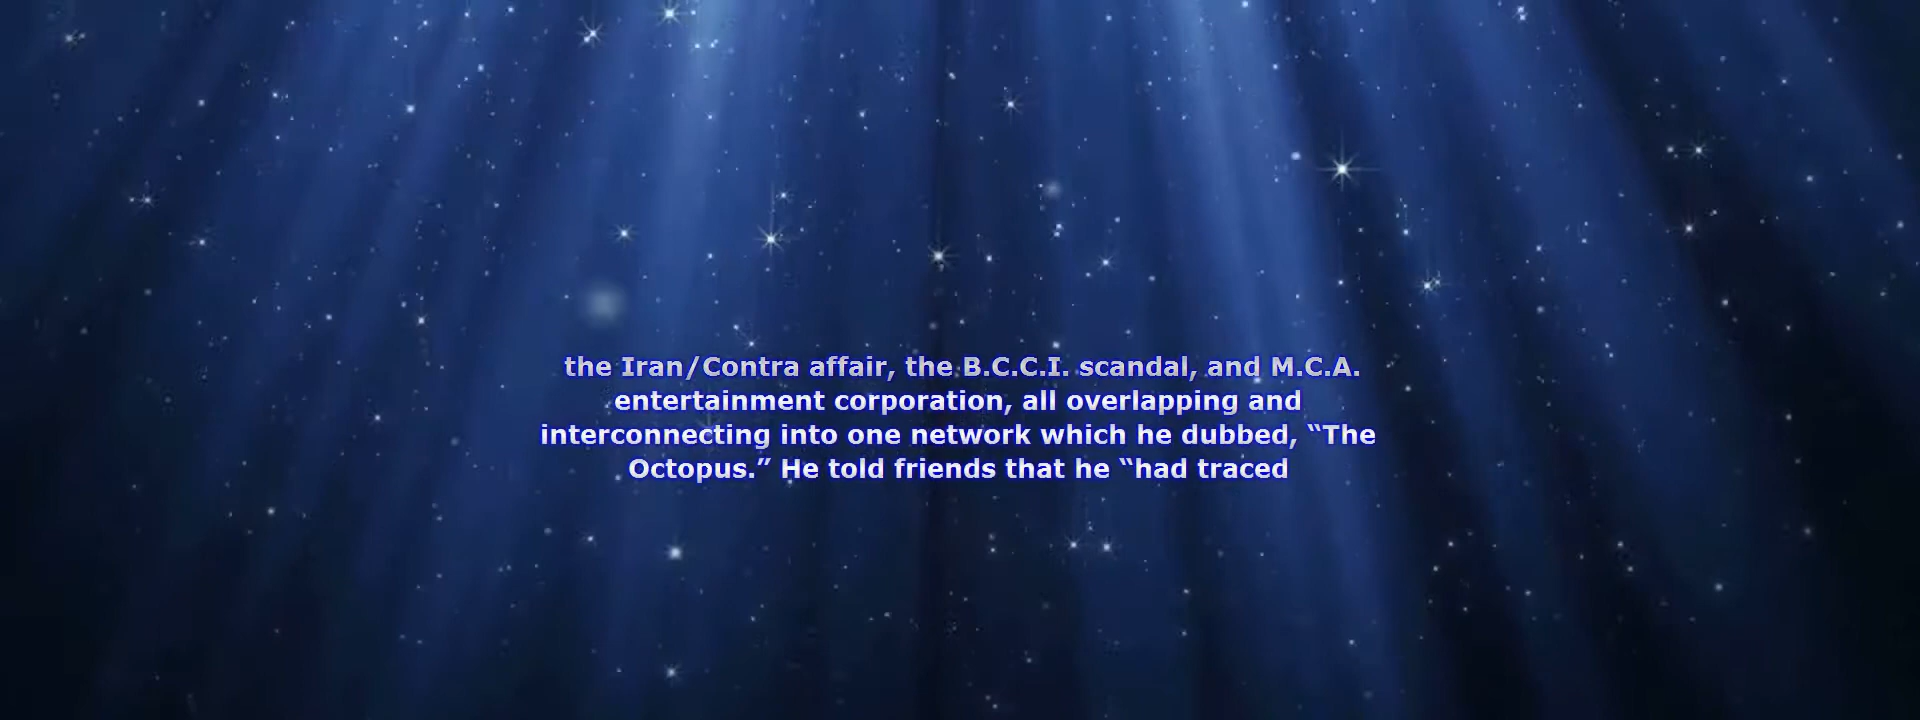 the Iran/Contra affair, the B.C.C.I. scandal, and M.C.A.
entertainment corporation, all overlapping and
interconnecting into one network which he dubbed, “The
Octopus.” He told friends that he “had traced